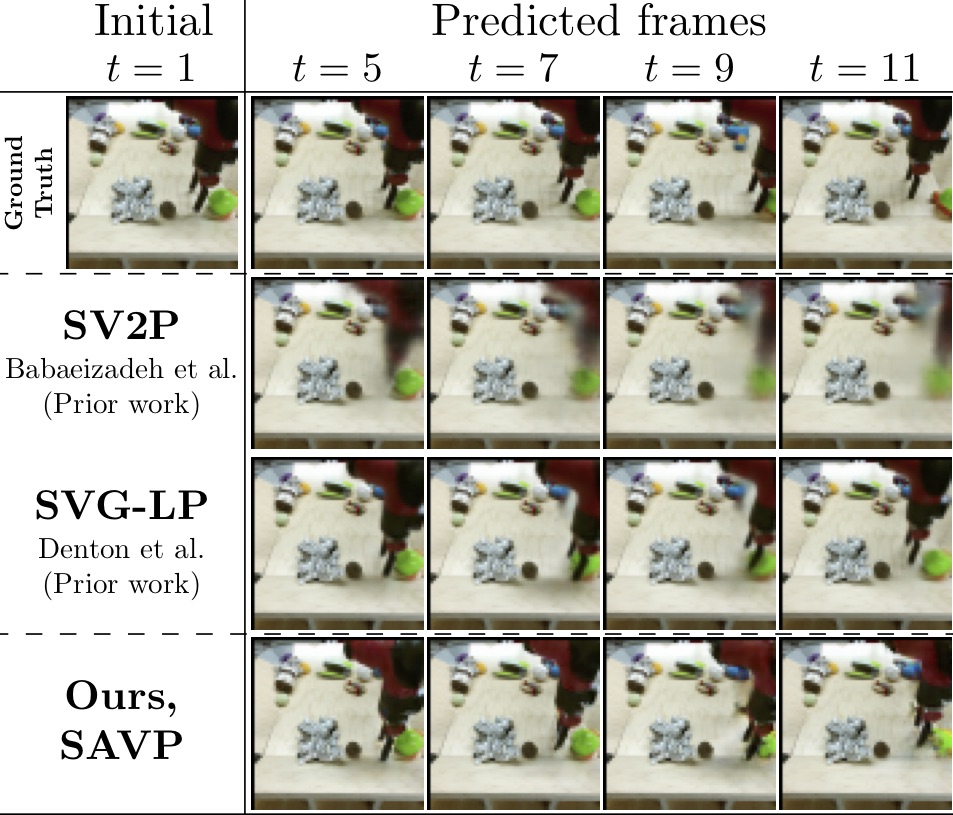 Initial
Predicted frames
t = 1
t = 5
t = 7
t = 9
t = 11
Ground
Truth
SV2P
Babaeizadeh et al.
(Prior work)
SVG-LP
Denton et al.
(Prior work)
Ours,
SAVP